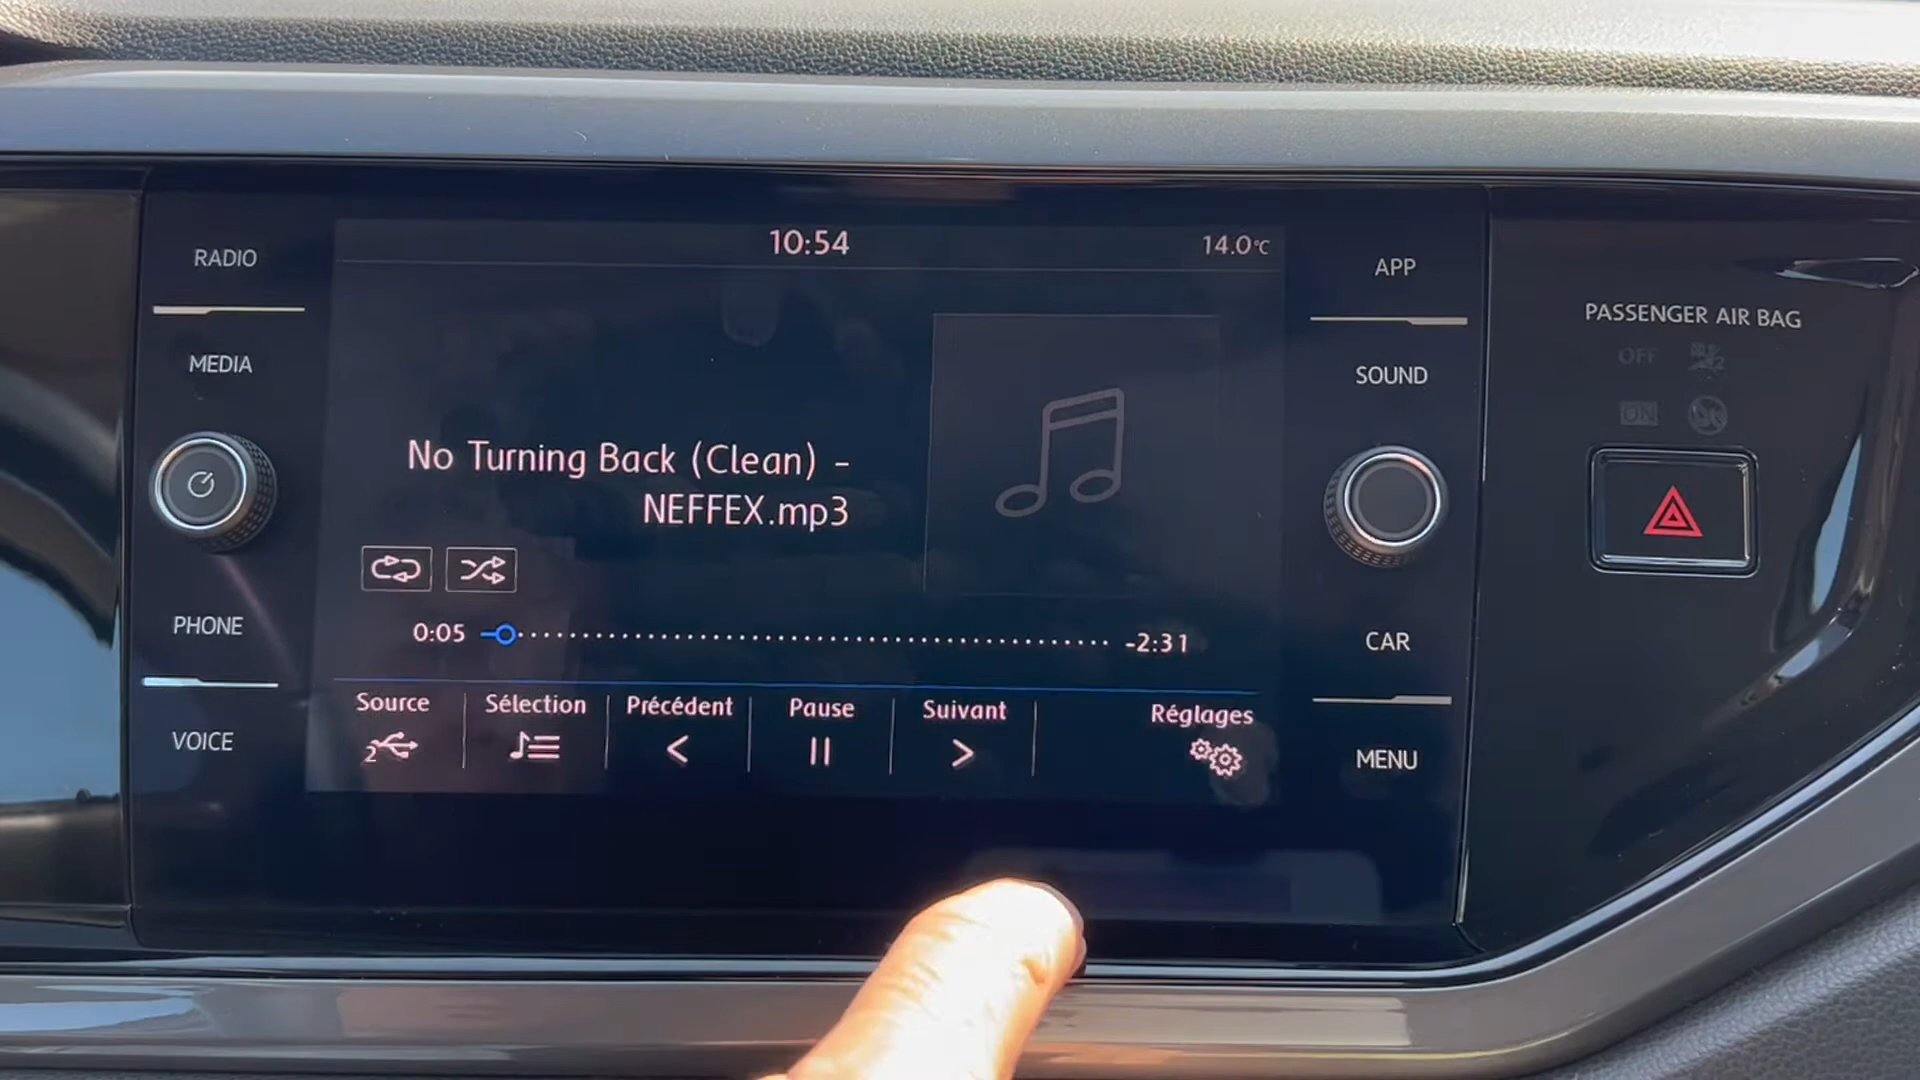 10:54
14.0°C
RADIO
MEDIA
PHONE
VOICE
No Turning Back (Clean) -
NEFFEX.mp3
0:05
-2:31
Source
2
Sélection
Précédent
Pause
Suivant
Réglages
APP
SOUND
CAR
MENU
PASSENGER AIR BAG
OFF
ON